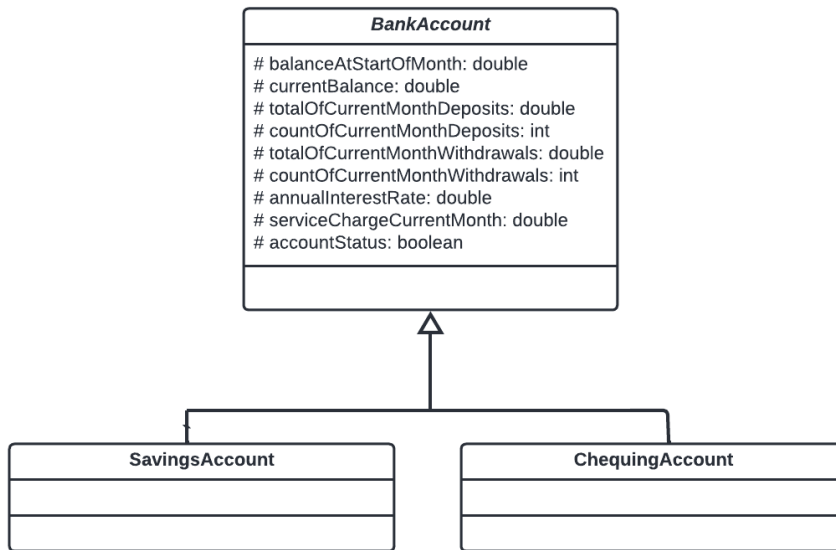 BankAccount
# balanceAtStartOfMonth: double
# currentBalance: double
# totalOfCurrentMonthDeposits: double
# countOfCurrentMonthDeposits: int
# totalOfCurrentMonthWithdrawals: double
# countOfCurrentMonthWithdrawals: int
# annualInterestRate: double
# serviceChargeCurrentMonth: double
# accountStatus: boolean
SavingsAccount
ChequingAccount